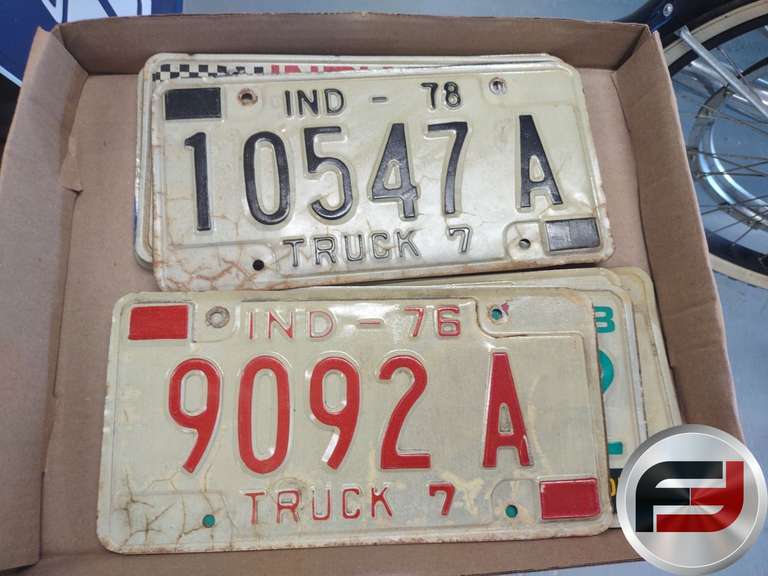 IND - 78
10547 A
TRUCK 7
IND - 76
9092 A
TRUCK 7
B